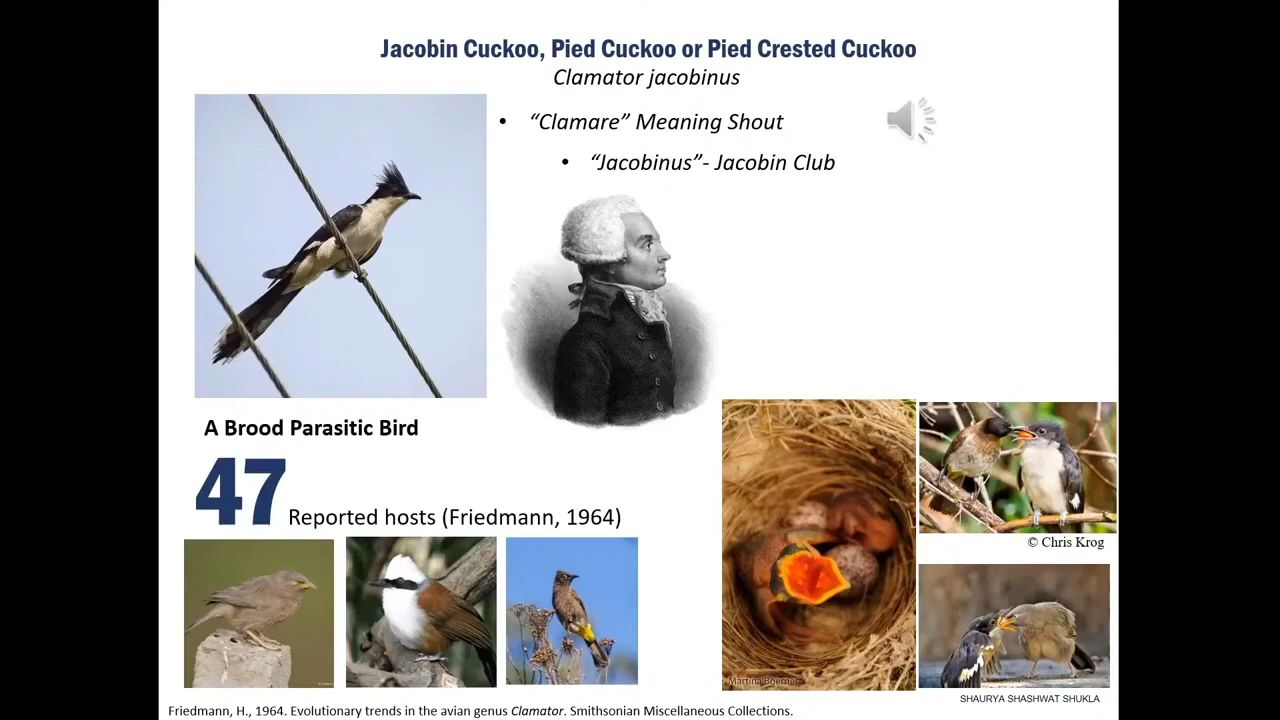 Jacobin Cuckoo, Pied Cuckoo or Pied Crested Cuckoo
Clamator jacobinus
• “Clamare” Meaning Shout
• “Jacobinus”- Jacobin Club
A Brood Parasitic Bird
47 Reported hosts (Friedmann, 1964)
© Chris Krog
Martina Boerner
SHAURYA SHASHWAT SHUKLA
Friedmann, H., 1964. Evolutionary trends in the avian genus Clamator. Smithsonian Miscellaneous Collections.